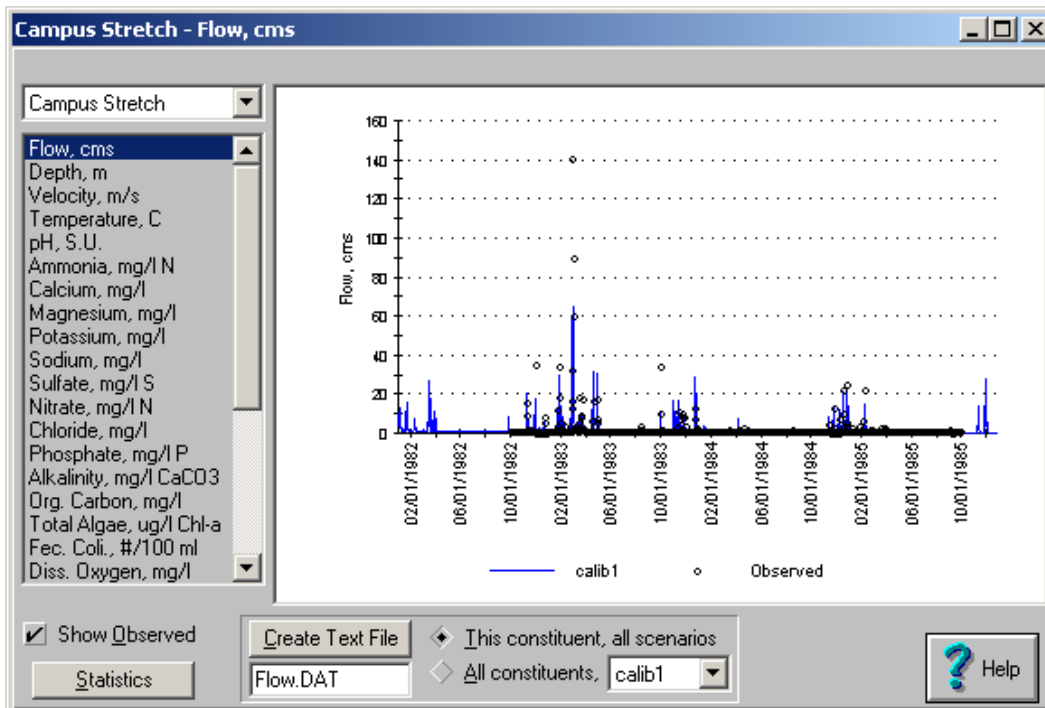 Campus Stretch - Flow, cms
Campus Stretch
Flow, cms
Depth, m
Velocity, m/s
Temperature, C
pH, S.U.
Ammonia, mg/l N
Calcium, mg/l
Magnesium, mg/l
Potassium, mg/l
Sodium, mg/l
Sulfate, mg/l S
Nitrate, mg/l N
Chloride, mg/l
Phosphate, mg/l P
Alkalinity, mg/l CaCO3
Org. Carbon, mg/l
Total Algae, ug/l Chl-a
Fec. Coli., #/100 ml
Diss. Oxygen, mg/l
Flow, cms
160
140
120
100
80
60
40
20
0
02/01/1982
06/01/1982
10/01/1982
02/01/1983
06/01/1983
10/01/1983
02/01/1984
06/01/1984
10/01/1984
02/01/1985
06/01/1985
10/01/1985
calib1 Observed
Show Observed
Statistics
Create Text File
Flow.DAT
This constituent, all scenarios
All constituents, calib1
Help